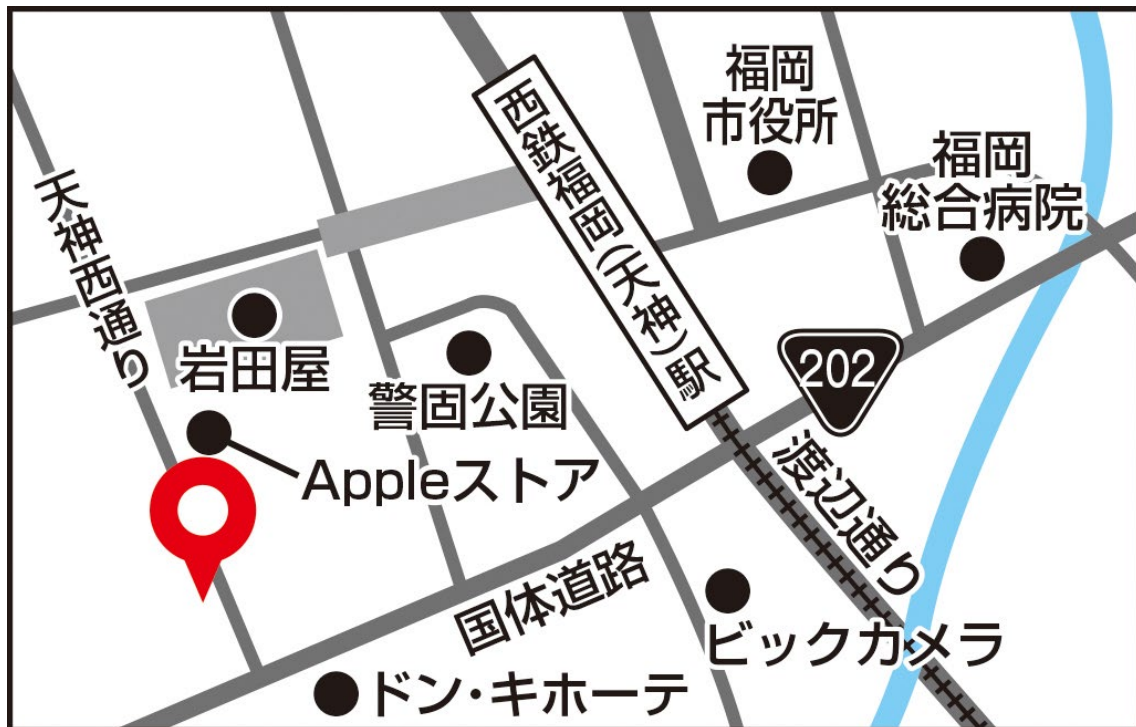 福岡
市役所
福岡
総合病院
西鉄福岡(天神)駅
天神西通り
岩田屋
警固公園
202
Appleストア
渡辺通り
国体道路
ビックカメラ
ドン・キホーテ